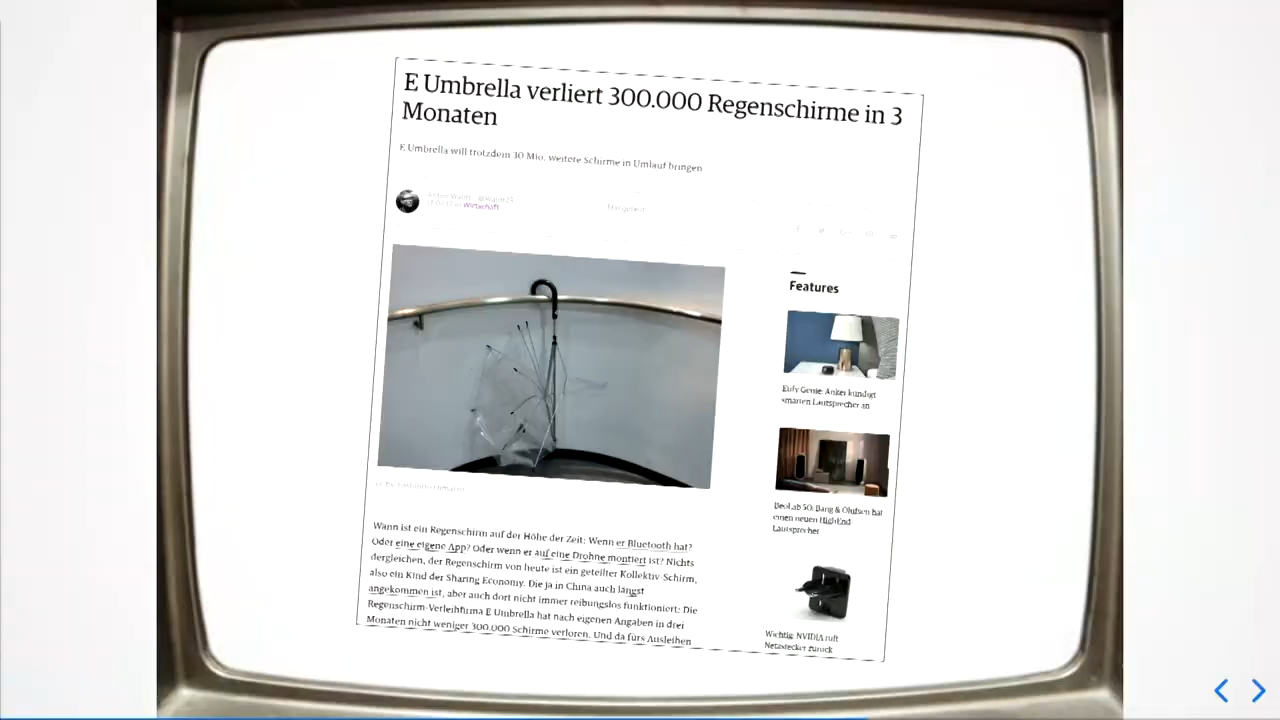 E Umbrella verliert 300.000 Regenschirme in 3
Monaten
E Umbrella will trotzdem 30 Mio. weitere Schirme in Umlauf bringen
Wirtschaft
Features
Eufy Genie: Anker kündigt
smarten Lautsprecher an
BeoLab 50: Bang & Olufsen hat
einen neuen HighEnd
Lautsprecher
Wichtig: NVIDIA ruft
Netzstecker zurück
Wann ist ein Regenschirm auf der Höhe der Zeit: Wenn er Bluetooth hat?
Oder eine eigene App? Oder wenn er auf eine Drohne montiert ist? Nichts
dergleichen, der Regenschirm von heute ist ein geteilter Kollektiv-Schirm,
also ein Kind der Sharing Economy. Die ja in China auch längst
angekommen ist, aber auch dort nicht immer reibungslos funktioniert: Die
Regenschirm-Verleihfirma E Umbrella hat nach eigenen Angaben in drei
Monaten nicht weniger 300.000 Schirme verloren. Und da fürs Ausleihen